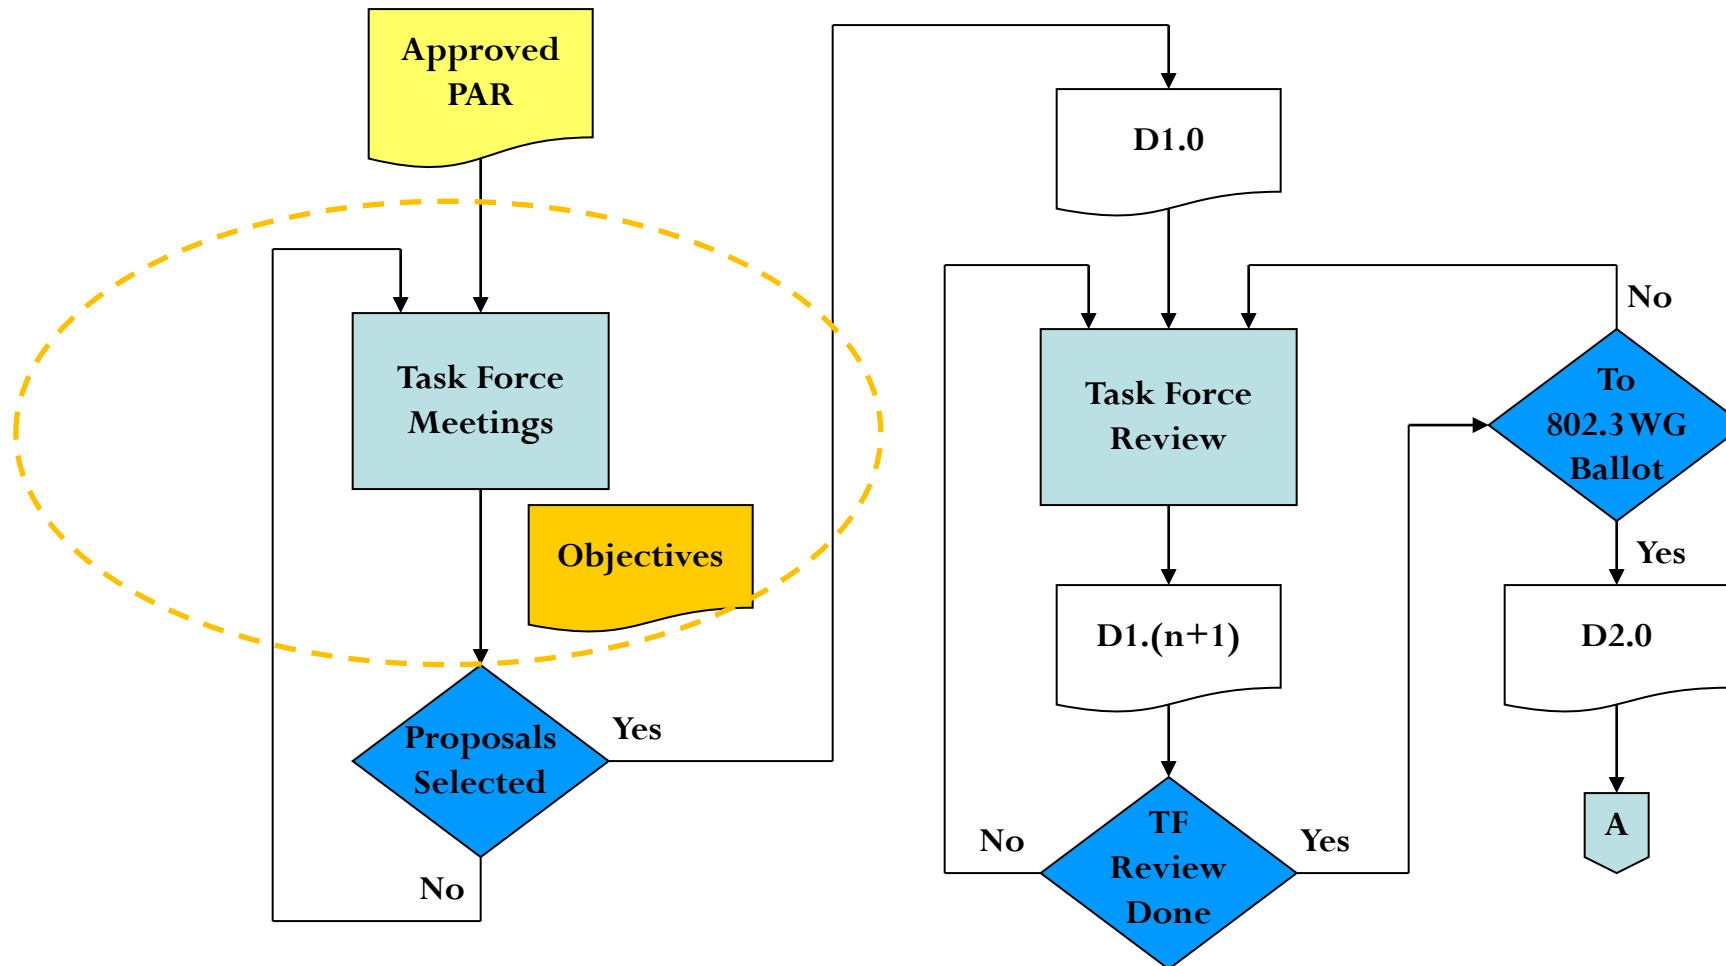 Approved
PAR
Task Force
Meetings
Objectives
Proposals
Selected
Yes
No
D1.0
Task Force
Review
D1.(n+1)
TF
Review
Done
No
Yes
To
802.3 WG
Ballot
No
Yes
D2.0
A